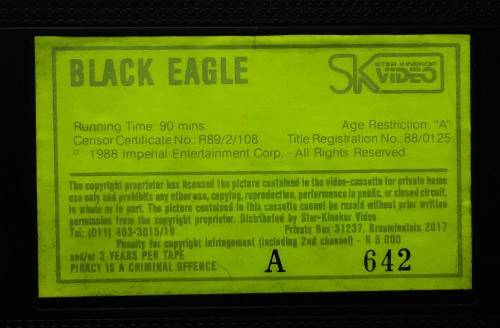 BLACK EAGLE
STER-KINEKOR
SK VIDEO
Running Time: 90 mins. Age Restriction: "A"
Censor Certificate No.: R89/2/108 Title Registration No.: 88/0125
© 1988 Imperial Entertainment Corp. - All Rights Reserved
The copyright proprietor has licensed the picture contained in the video-cassette for private home
use only and prohibits any other use, copying, reproduction, performance in public, or closed circuit,
in whole or in part. The picture contained in this cassette cannot be resold without prior written
permission from the copyright proprietor. Distributed by Ster-Kinekor Video
Tel: (011) 403-3015/19 Private Box 31237, Braamfontein 2017
Penalty for copyright infringement (including 2nd channel) - R 5 000
and/or 3 YEARS PER TAPE
PIRACY IS A CRIMINAL OFFENCE A 642